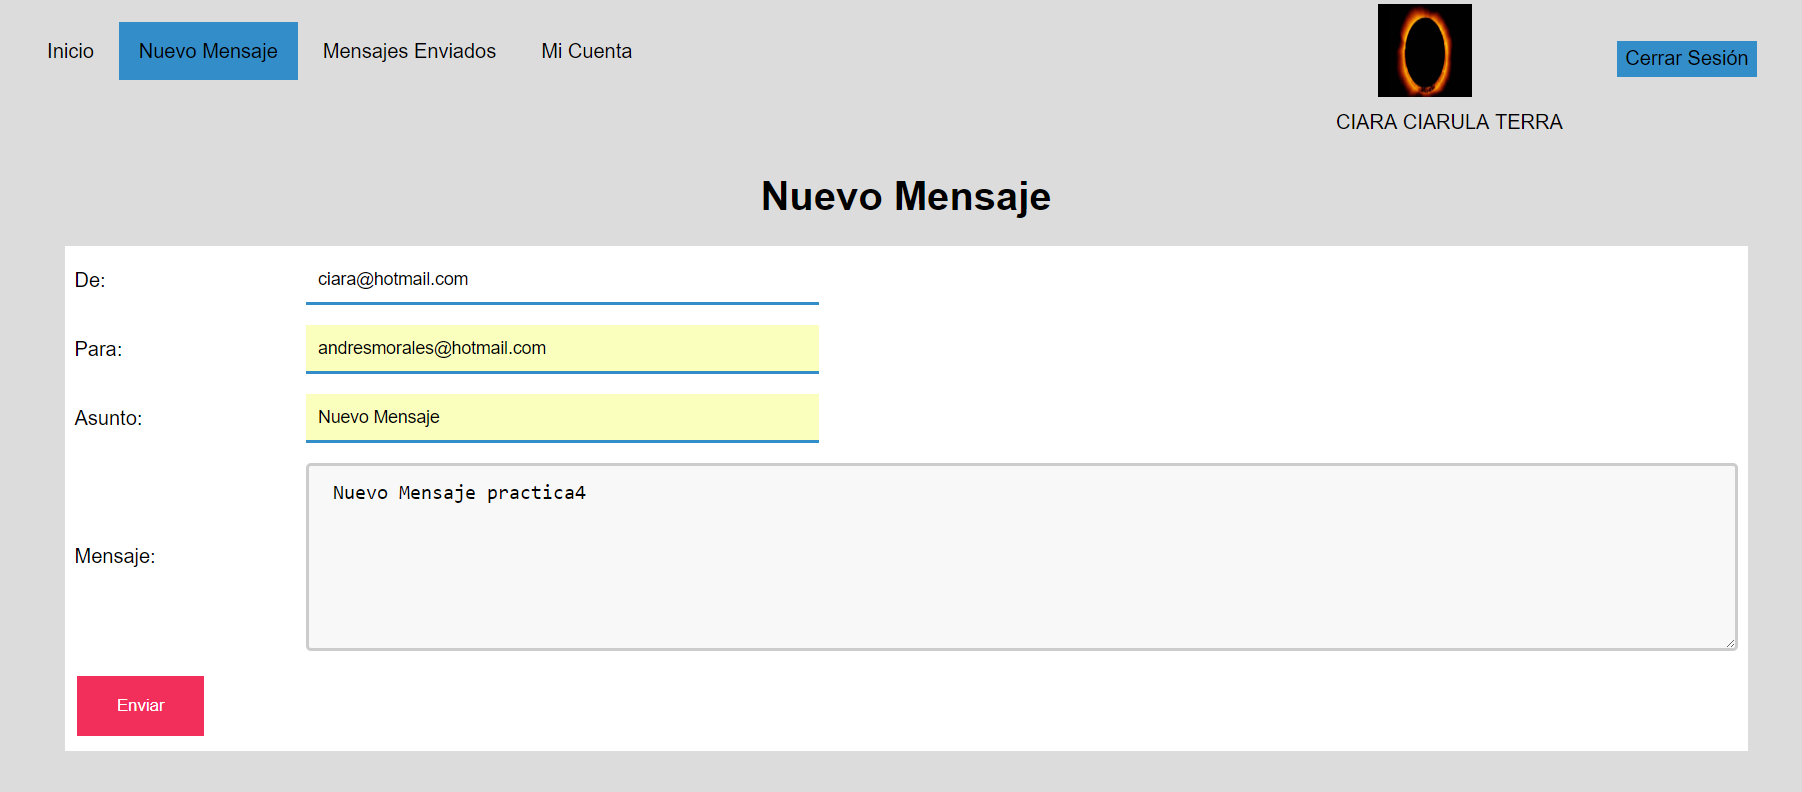 Inicio Nuevo Mensaje Mensajes Enviados Mi Cuenta Cerrar Sesión
CIARA CIARULA TERRA
Nuevo Mensaje
De: ciara@hotmail.com
Para: andresmorales@hotmail.com
Asunto: Nuevo Mensaje
Mensaje: Nuevo Mensaje practica4
Enviar